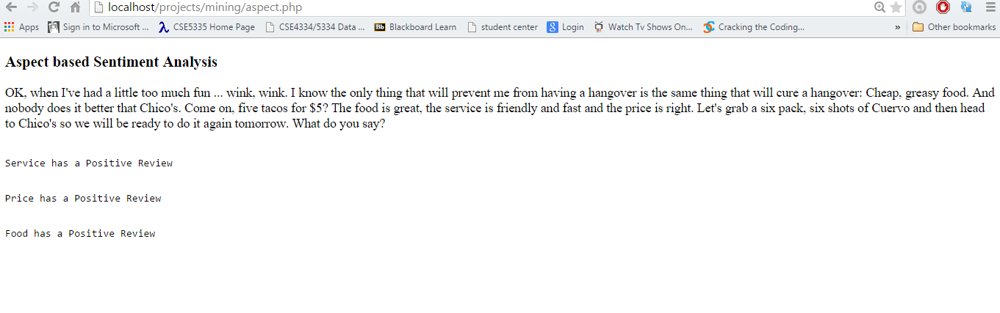 localhost/projects/mining/aspect.php
Apps Sign in to Microsoft ... CSE5335 Home Page CSE4334/5334 Data ... Bb Blackboard Learn student center 8 Login Watch Tv Shows On... Cracking the Coding... » Other bookmarks
Aspect based Sentiment Analysis
OK, when I've had a little too much fun ... wink, wink. I know the only thing that will prevent me from having a hangover is the same thing that will cure a hangover: Cheap, greasy food. And
nobody does it better that Chico's. Come on, five tacos for $5? The food is great, the service is friendly and fast and the price is right. Let's grab a six pack, six shots of Cuervo and then head
to Chico's so we will be ready to do it again tomorrow. What do you say?
Service has a Positive Review
Price has a Positive Review
Food has a Positive Review